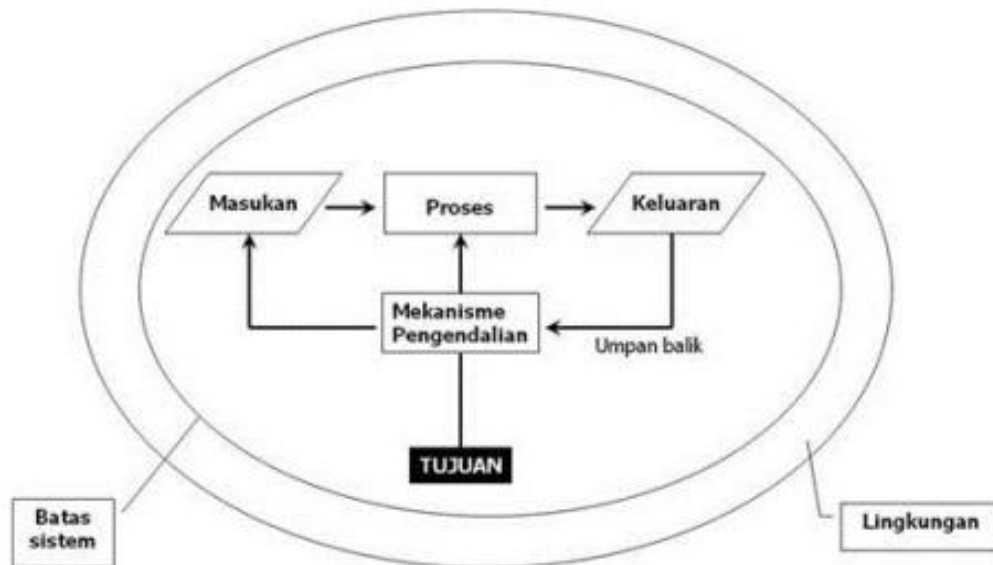 Masukan
Proses
Keluaran
Mekanisme
Pengendalian
Umpan balik
TUJUAN
Batas
sistem
Lingkungan